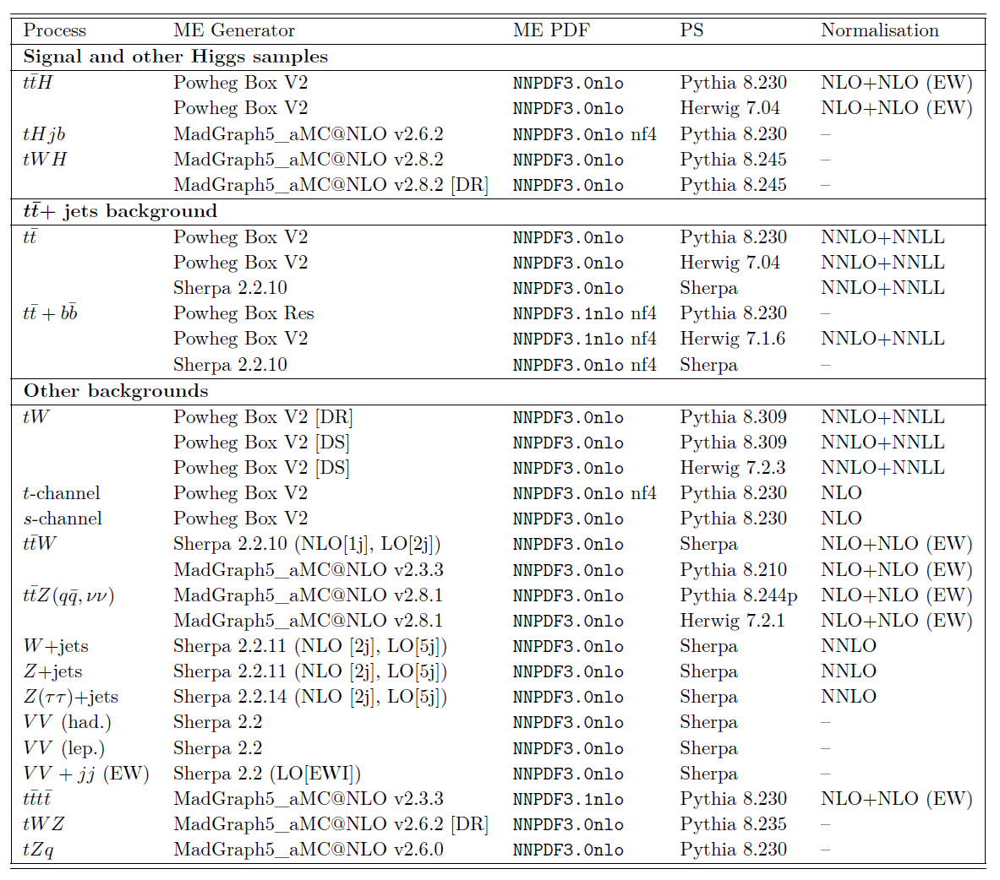 Process ME Generator ME PDF PS Normalisation
Signal and other Higgs samples
tt̄H Powheg Box V2 NNPDF3.0nlo Pythia 8.230 NLO+NLO (EW)
Powheg Box V2 NNPDF3.0nlo Herwig 7.04 NLO+NLO (EW)
tHjb MadGraph5_aMC@NLO v2.6.2 NNPDF3.0nlo nf4 Pythia 8.230 –
tWH MadGraph5_aMC@NLO v2.8.2 NNPDF3.0nlo Pythia 8.245 –
MadGraph5_aMC@NLO v2.8.2 [DR] NNPDF3.0nlo Pythia 8.245 –
tt̄+ jets background
tt̄ Powheg Box V2 NNPDF3.0nlo Pythia 8.230 NNLO+NNLL
Powheg Box V2 NNPDF3.0nlo Herwig 7.04 NNLO+NNLL
Sherpa 2.2.10 NNPDF3.0nlo Sherpa NNLO+NNLL
tt̄ + bb̄ Powheg Box Res NNPDF3.1nlo nf4 Pythia 8.230 –
Powheg Box V2 NNPDF3.1nlo nf4 Herwig 7.1.6 NNLO+NNLL
Sherpa 2.2.10 NNPDF3.0nlo nf4 Sherpa –
Other backgrounds
tW Powheg Box V2 [DR] NNPDF3.0nlo Pythia 8.309 NNLO+NNLL
Powheg Box V2 [DS] NNPDF3.0nlo Pythia 8.309 NNLO+NNLL
Powheg Box V2 [DS] NNPDF3.0nlo Herwig 7.2.3 NNLO+NNLL
t-channel Powheg Box V2 NNPDF3.0nlo nf4 Pythia 8.230 NLO
s-channel Powheg Box V2 NNPDF3.0nlo Pythia 8.230 NLO
tt̄W Sherpa 2.2.10 (NLO[1j], LO[2j]) NNPDF3.0nlo Sherpa NLO+NLO (EW)
MadGraph5_aMC@NLO v2.3.3 NNPDF3.0nlo Pythia 8.210 NLO+NLO (EW)
tt̄Z(qq̄, νν) MadGraph5_aMC@NLO v2.8.1 NNPDF3.0nlo Pythia 8.244p NLO+NLO (EW)
MadGraph5_aMC@NLO v2.8.1 NNPDF3.0nlo Herwig 7.2.1 NLO+NLO (EW)
W+jets Sherpa 2.2.11 (NLO [2j], LO[5j]) NNPDF3.0nlo Sherpa NNLO
Z+jets Sherpa 2.2.11 (NLO [2j], LO[5j]) NNPDF3.0nlo Sherpa NNLO
Z(ττ)+jets Sherpa 2.2.14 (NLO [2j], LO[5j]) NNPDF3.0nlo Sherpa NNLO
VV (had.) Sherpa 2.2 NNPDF3.0nlo Sherpa –
VV (lep.) Sherpa 2.2 NNPDF3.0nlo Sherpa –
VV + jj (EW) Sherpa 2.2 (LO[EWI]) NNPDF3.0nlo Sherpa –
tt̄tt̄ MadGraph5_aMC@NLO v2.3.3 NNPDF3.1nlo Pythia 8.230 NLO+NLO (EW)
tWZ MadGraph5_aMC@NLO v2.6.2 [DR] NNPDF3.0nlo Pythia 8.235 –
tZq MadGraph5_aMC@NLO v2.6.0 NNPDF3.0nlo Pythia 8.230 –